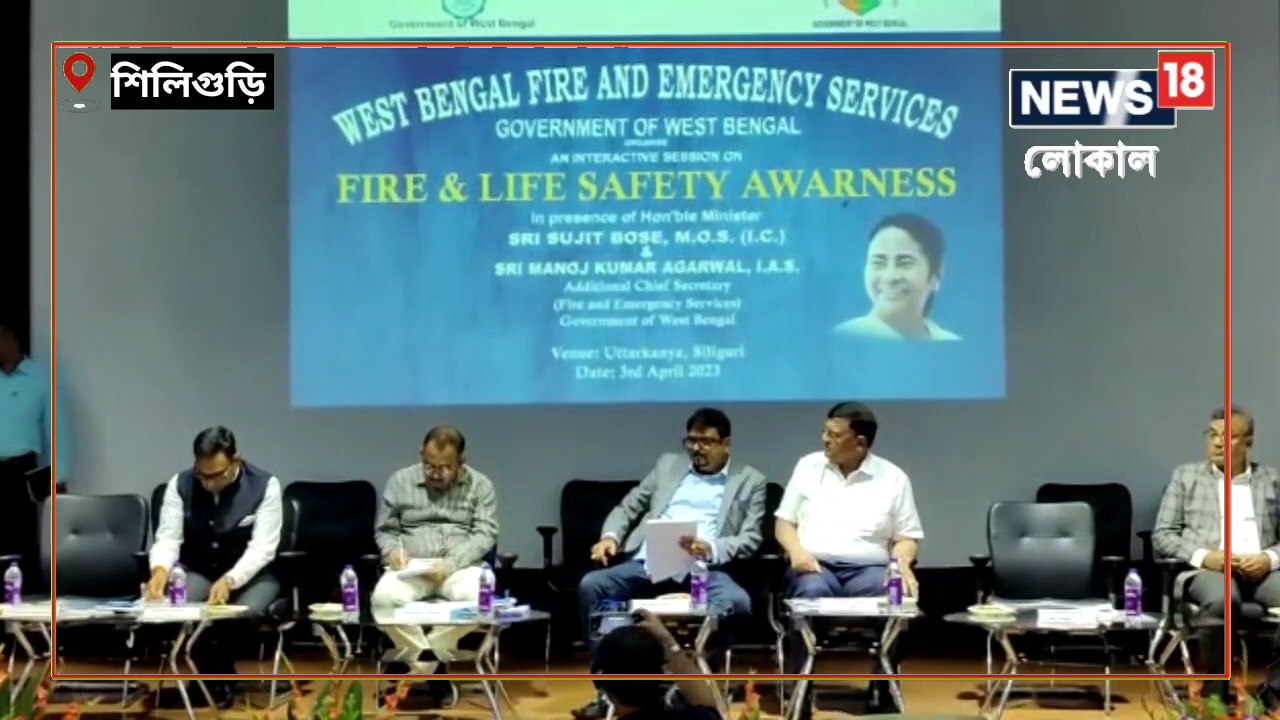 Government of West Bengal
GOVERNMENT OF WEST BENGAL
শিলিগুড়ি
NEWS 18
লোকাল
WEST BENGAL FIRE AND EMERGENCY SERVICES
GOVERNMENT OF WEST BENGAL
AN INTERACTIVE SESSION ON
FIRE & LIFE SAFETY AWARNESS
in presence of Hon'ble Minister
SRI SUJIT BOSE, M.O.S. (I.C.)
&
SRI MANOJ KUMAR AGARWAL, I.A.S.
Additional Chief Secretary
(Fire and Emergency Services)
Government of West Bengal
Venue: Uttarkanya, Siliguri
Date: 3rd April 2023